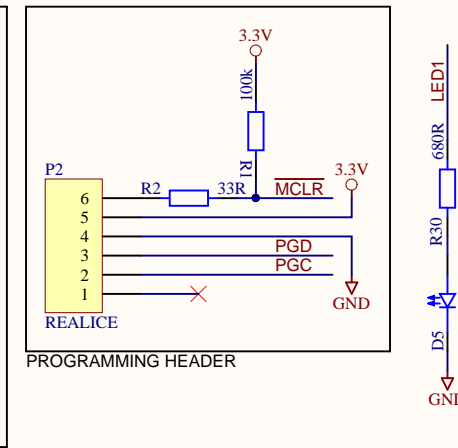 3.3V
100k
R1
P2
R2
33R
MCLR
3.3V
6
5
4
3
PGD
2
PGC
1
GND
REALICE
PROGRAMMING HEADER
LED1
680R
R30
D5
GND